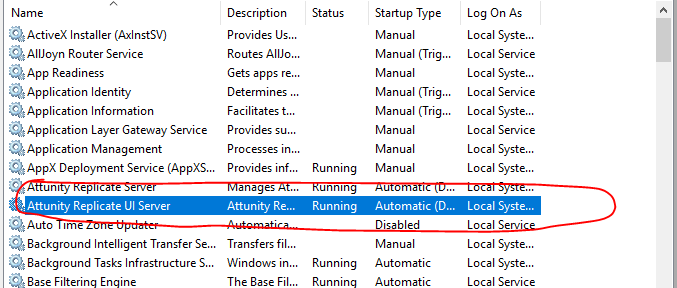 Name Description Status Startup Type Log On As
ActiveX Installer (AxInstSV) Provides Us... Manual Local Syste...
AllJoyn Router Service Routes AllJo... Manual (Trig... Local Service
App Readiness Gets apps re... Manual Local Syste...
Application Identity Determines ... Manual (Trig... Local Service
Application Information Facilitates t... Manual (Trig... Local Syste...
Application Layer Gateway Service Provides su... Manual Local Service
Application Management Processes in... Manual Local Syste...
AppX Deployment Service (AppXS... Provides inf... Running Manual Local Syste...
Attunity Replicate Server Manages At... Running Automatic (D... Local Syste...
Attunity Replicate UI Server Attunity Re... Running Automatic (D... Local Syste...
Auto Time Zone Updater Automatica... Disabled Local Service
Background Intelligent Transfer Se... Transfers fil... Manual Local Syste...
Background Tasks Infrastructure S... Windows in... Running Automatic Local Syste...
Base Filtering Engine The Base Fil... Running Automatic Local Service